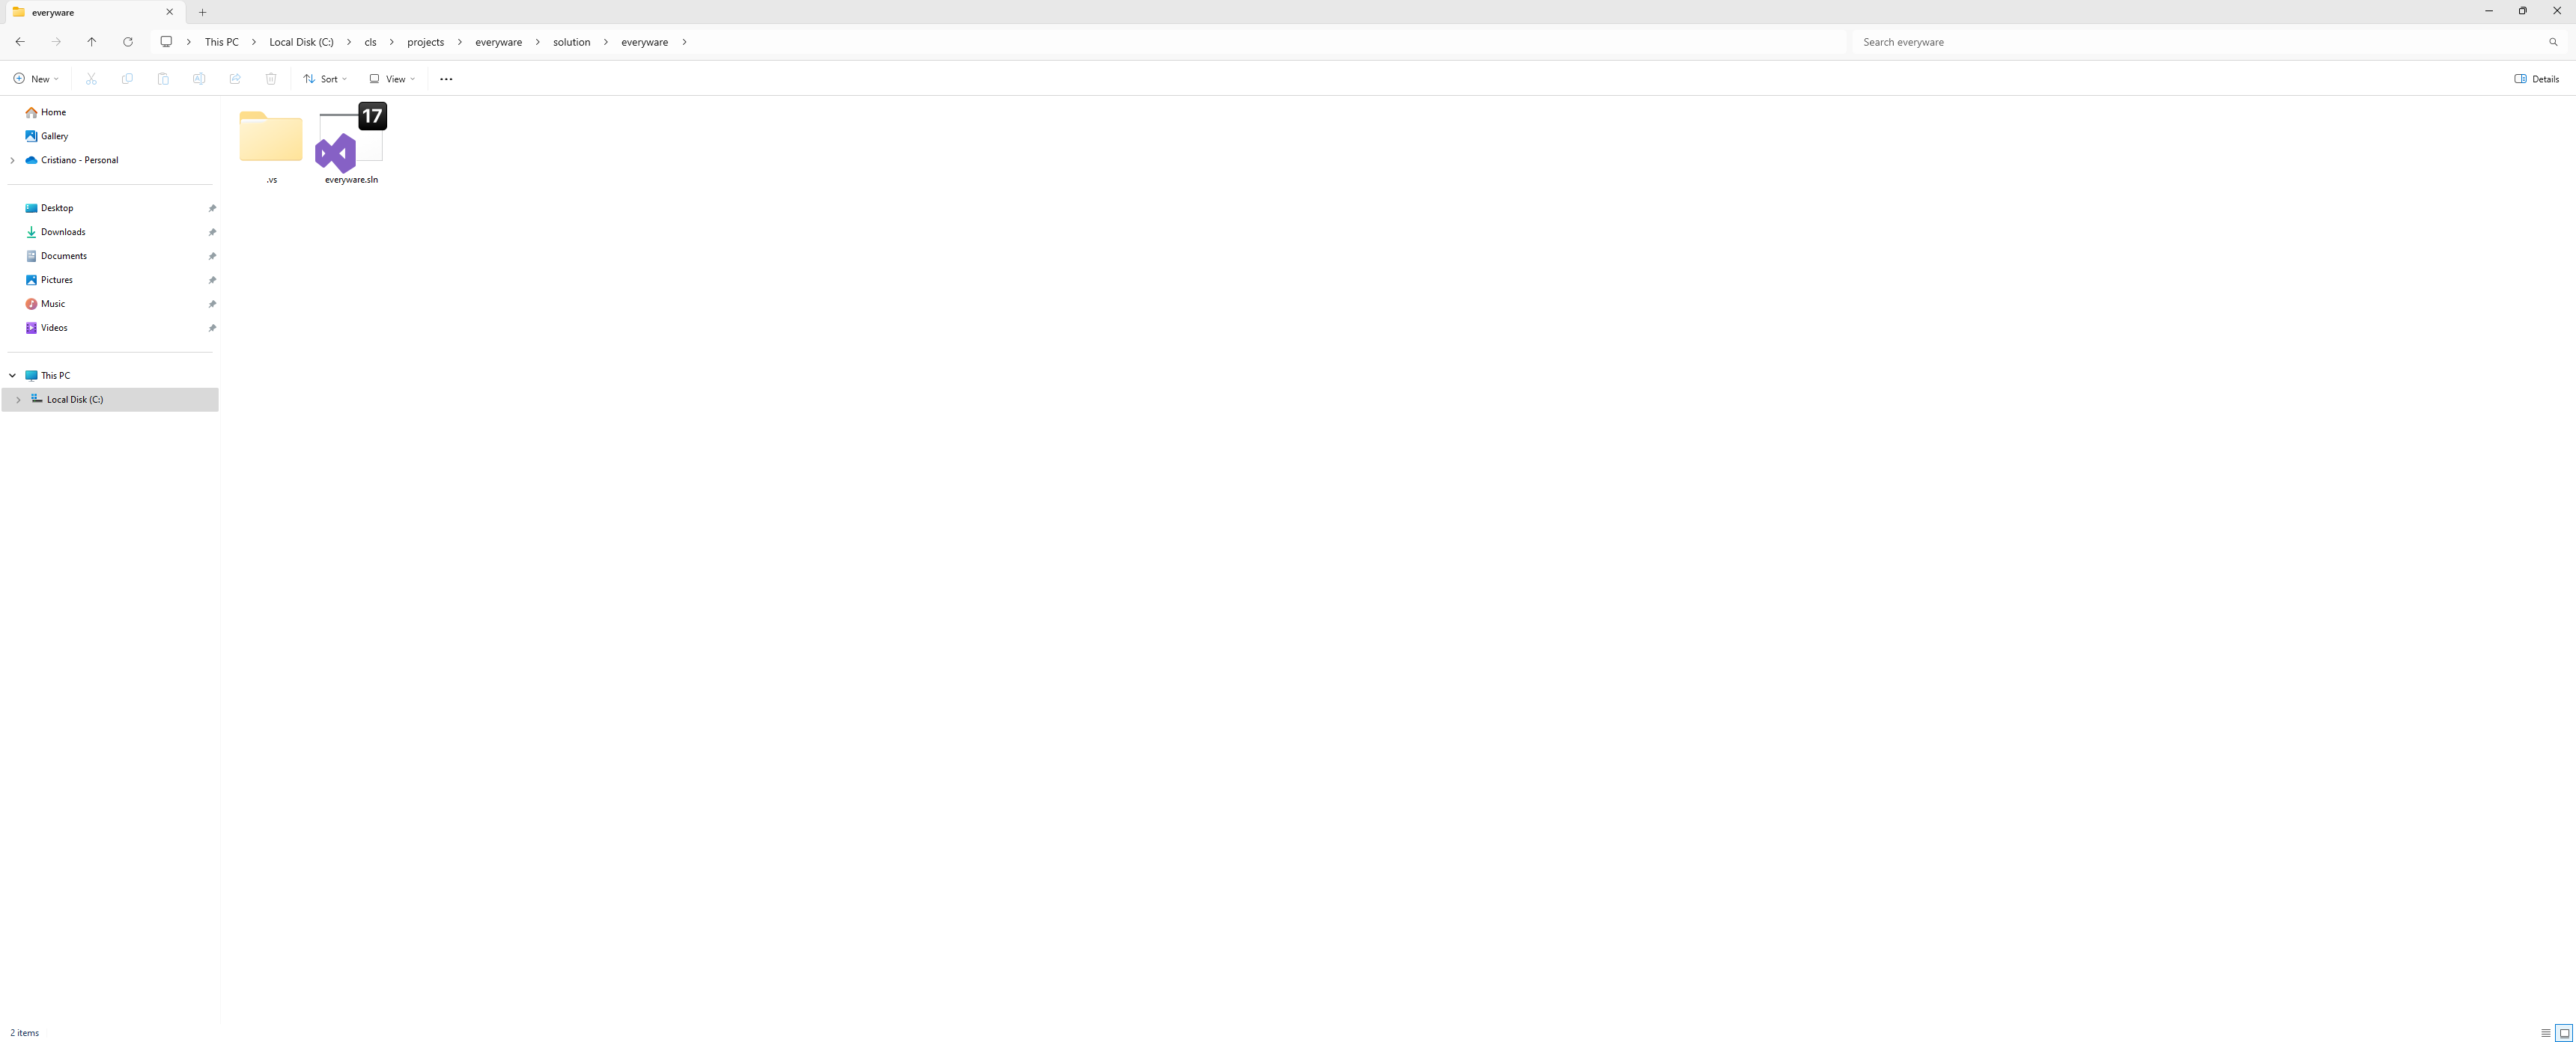 everyware
This PC
Local Disk (C:)
cls
projects
everyware
solution
everyware
Search everyware
New
Sort
View
Details
Home
Gallery
Cristiano - Personal
Desktop
Downloads
Documents
Pictures
Music
Videos
This PC
Local Disk (C:)
17
.vs
everyware.sln
2 items